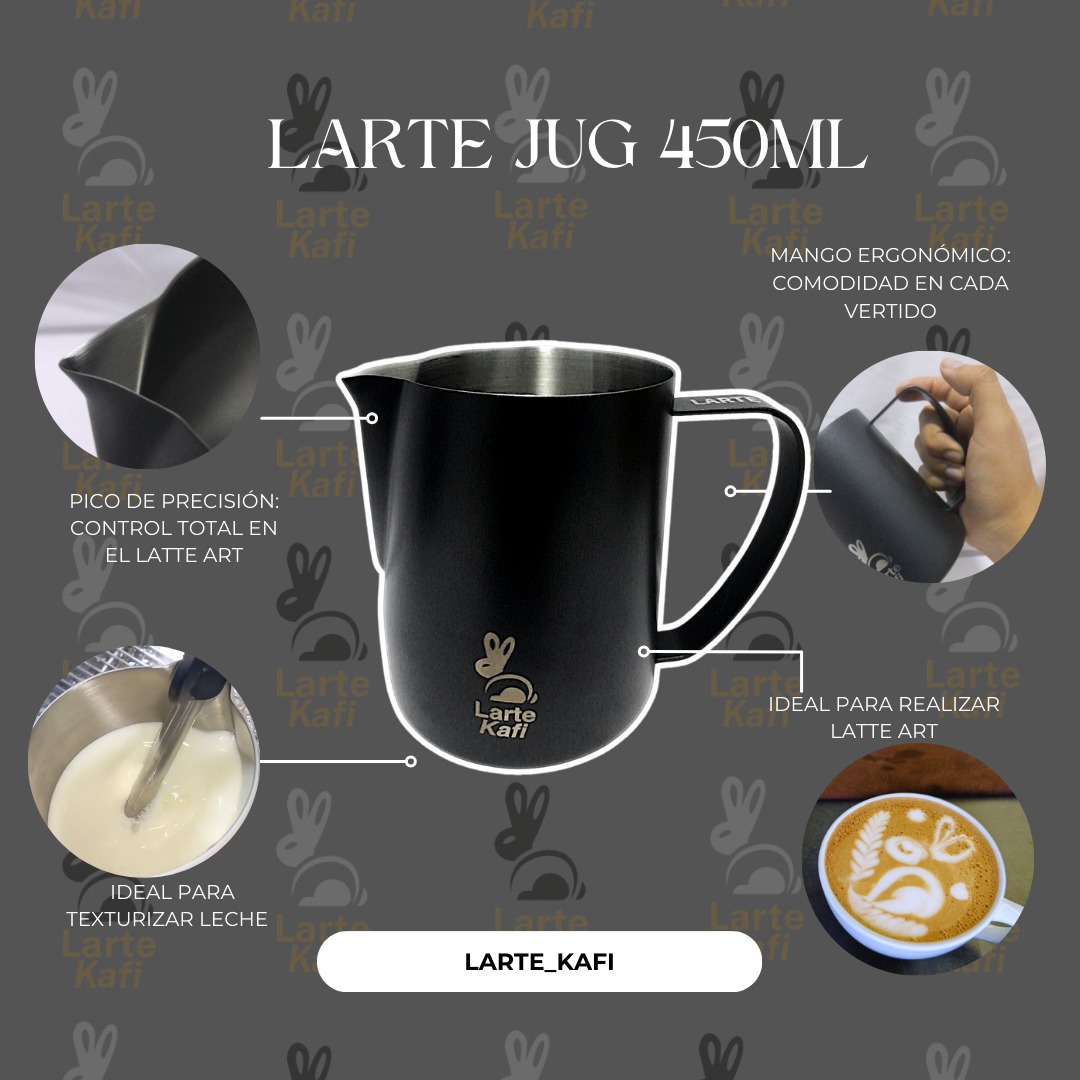 LARTE JUG 450ML
MANGO ERGONÓMICO:
COMODIDAD EN CADA
VERTIDO
PICO DE PRECISIÓN:
CONTROL TOTAL EN
EL LATTE ART
LARTE
Larte
Kafi
IDEAL PARA REALIZAR
LATTE ART
IDEAL PARA
TEXTURIZAR LECHE
LARTE_KAFI